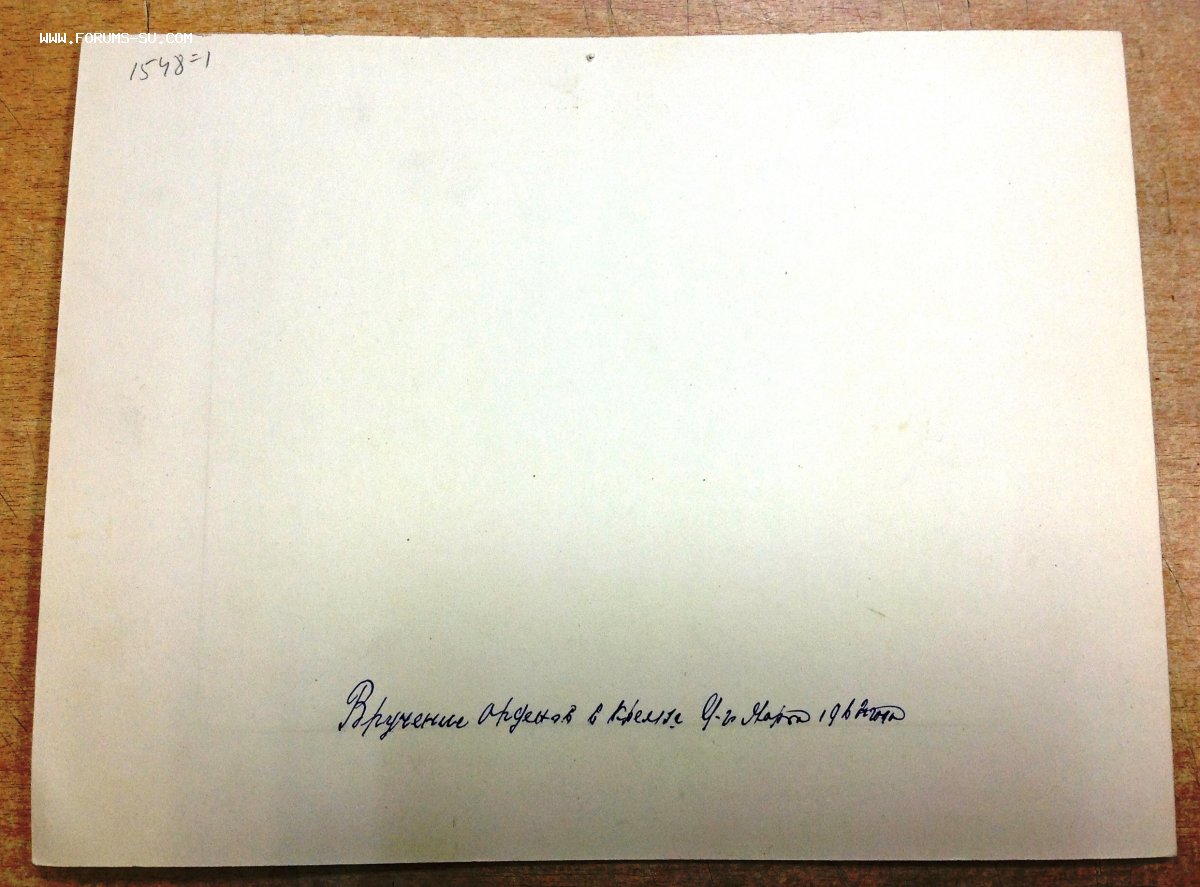 WWW.FORUMS-SU.COM
1548=1
Вручение Орденов в Кремле Марта